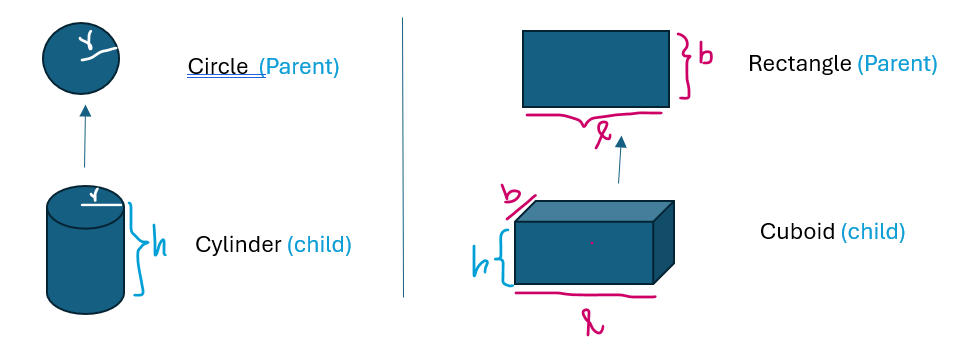 r
Circle (Parent)
r
h
Cylinder (child)
b
Rectangle (Parent)
l
b
h
l
Cuboid (child)